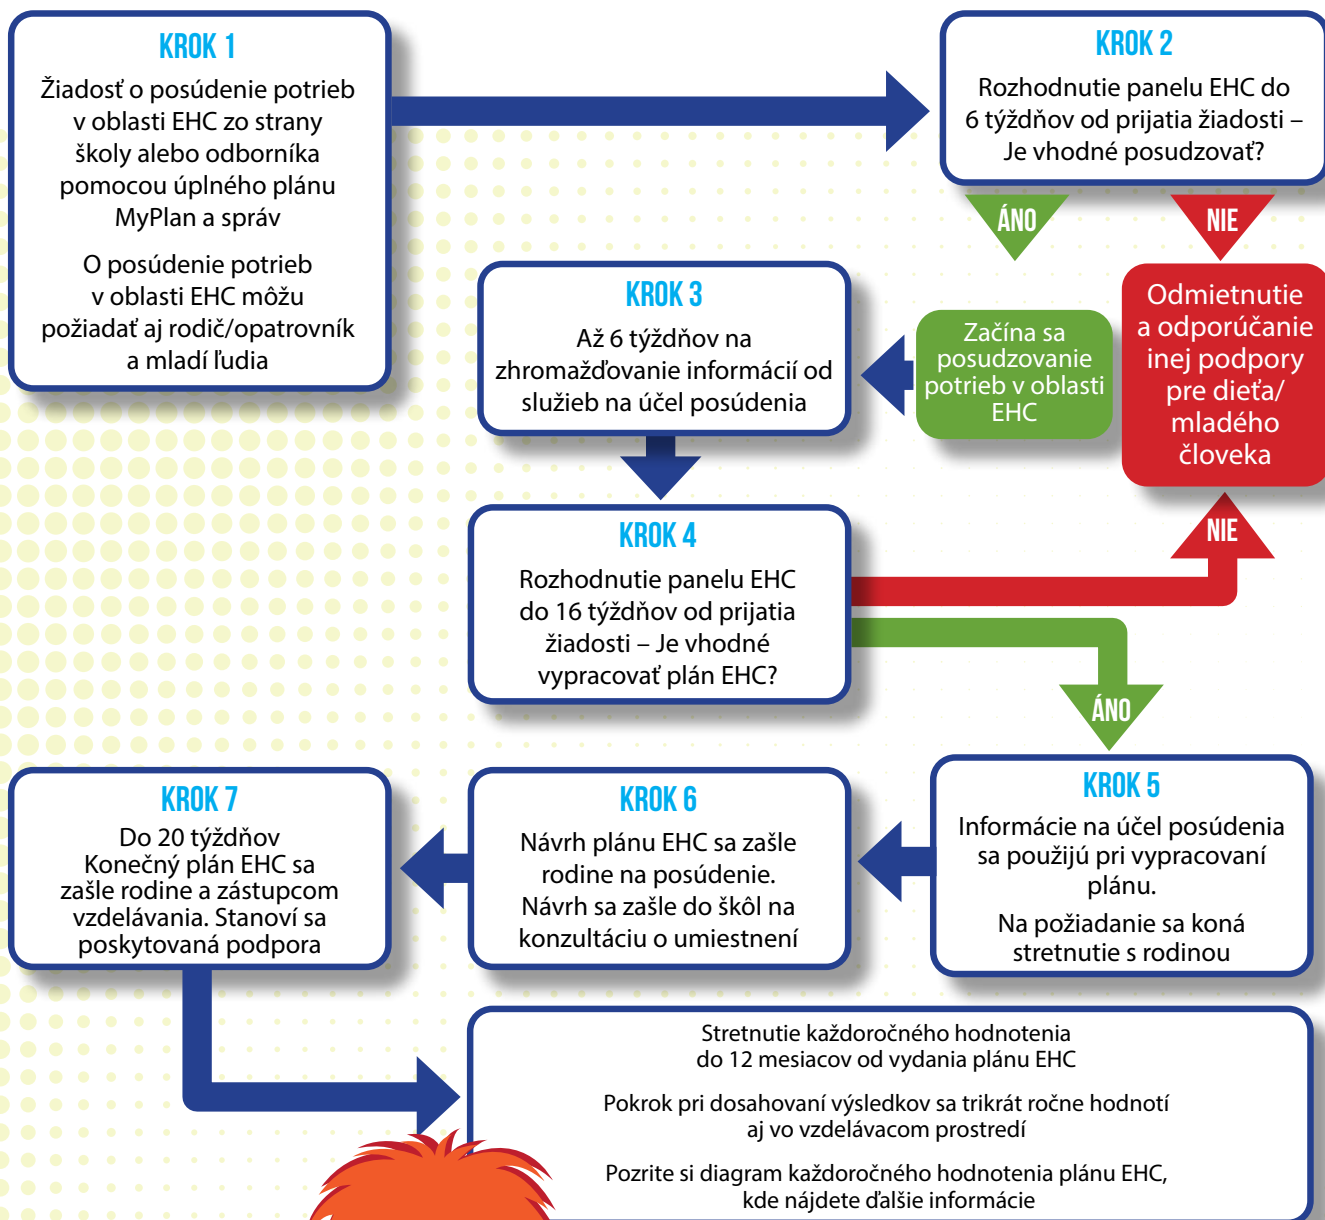 KROK 1
Žiadosť o posúdenie potrieb
v oblasti EHC zo strany
školy alebo odborníka
pomocou úplného plánu
MyPlan a správ
O posúdenie potrieb
v oblasti EHC môžu
požiadať aj rodič/opatrovník
a mladí ľudia
KROK 2
Rozhodnutie panelu EHC do
6 týždňov od prijatia žiadosti –
Je vhodné posudzovať?
ÁNO
NIE
KROK 3
Až 6 týždňov na
zhromažďovanie informácií od
služieb na účel posúdenia
Začína sa
posudzovanie
potrieb v oblasti
EHC
Odmietnutie
a odporúčanie
inej podpory
pre dieťa/
mladého
človeka
KROK 4
Rozhodnutie panelu EHC
do 16 týždňov od prijatia
žiadosti – Je vhodné
vypracovať plán EHC?
NIE
ÁNO
KROK 5
Informácie na účel posúdenia
sa použijú pri vypracovaní
plánu.
Na požiadanie sa koná
stretnutie s rodinou
KROK 6
Návrh plánu EHC sa zašle
rodine na posúdenie.
Návrh sa zašle do škôl na
konzultáciu o umiestnení
KROK 7
Do 20 týždňov
Konečný plán EHC sa
zašle rodine a zástupcom
vzdelávania. Stanoví sa
poskytovaná podpora
Stretnutie každoročného hodnotenia
do 12 mesiacov od vydania plánu EHC
Pokrok pri dosahovaní výsledkov sa trikrát ročne hodnotí
aj vo vzdelávacom prostredí
Pozrite si diagram každoročného hodnotenia plánu EHC,
kde nájdete ďalšie informácie